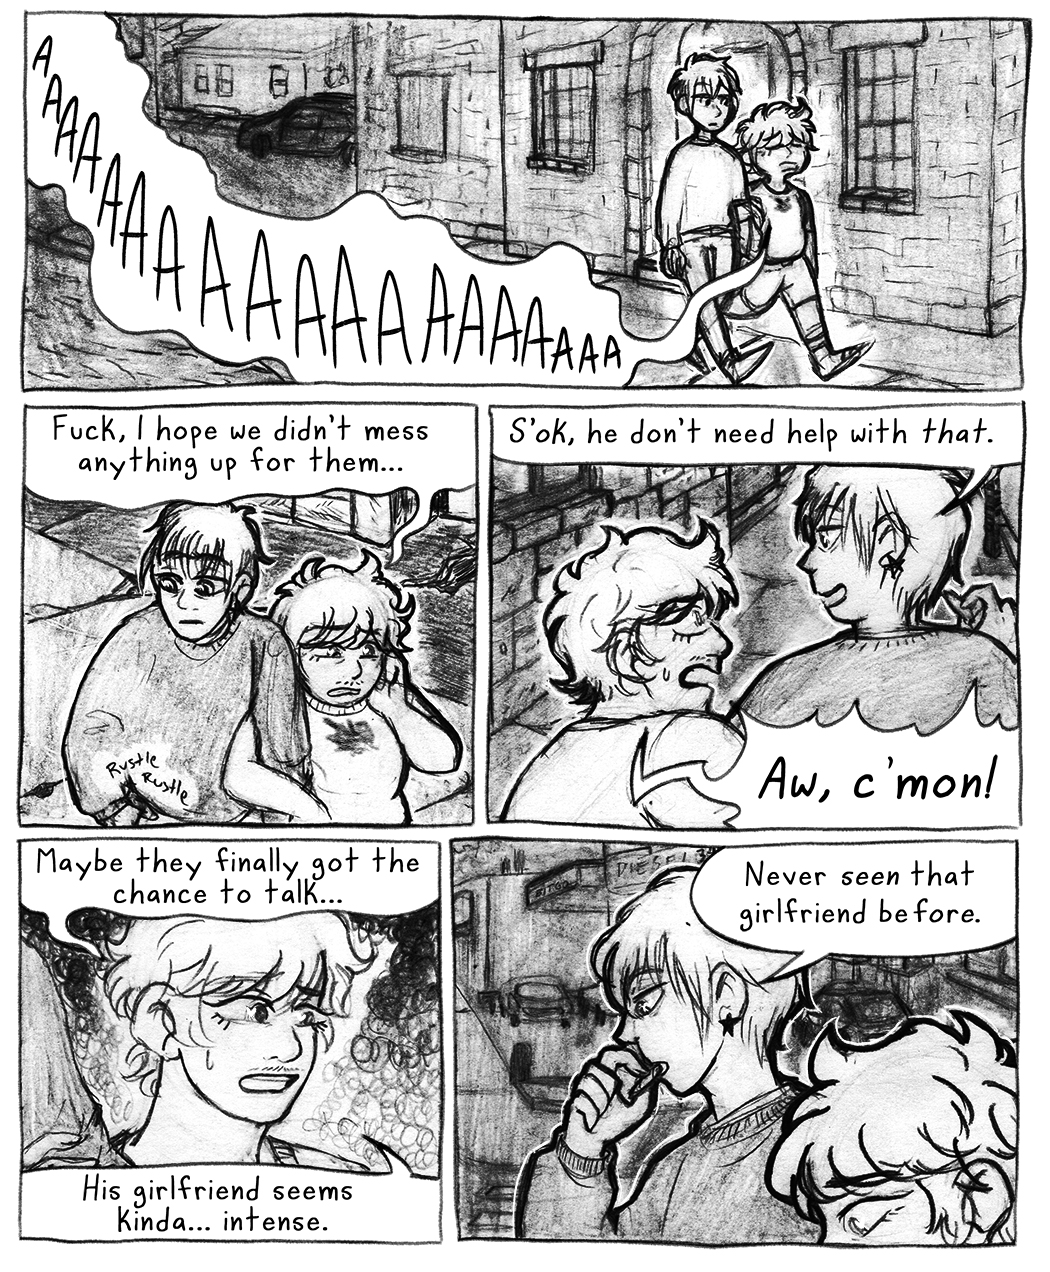 AAAAAAAAAAAAAAAAAAAAAAA
Fuck, I hope we didn't mess
anything up for them...
Rustle
Rustle
S'ok, he don't need help with that.
Aw, c'mon!
Maybe they finally got the
chance to talk...
His girlfriend seems
kinda... intense.
DIESEL
Never seen that
girlfriend before.